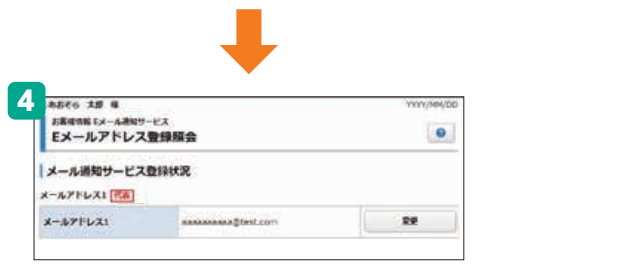 4
あおぞら 太郎 様
YYYY/MM/DD
お客様情報 Eメール通知サービス
Eメールアドレス登録照会
メール通知サービス登録状況
メールアドレス1 代表
メールアドレス1 aaaaaaaaaa@test.com 変更